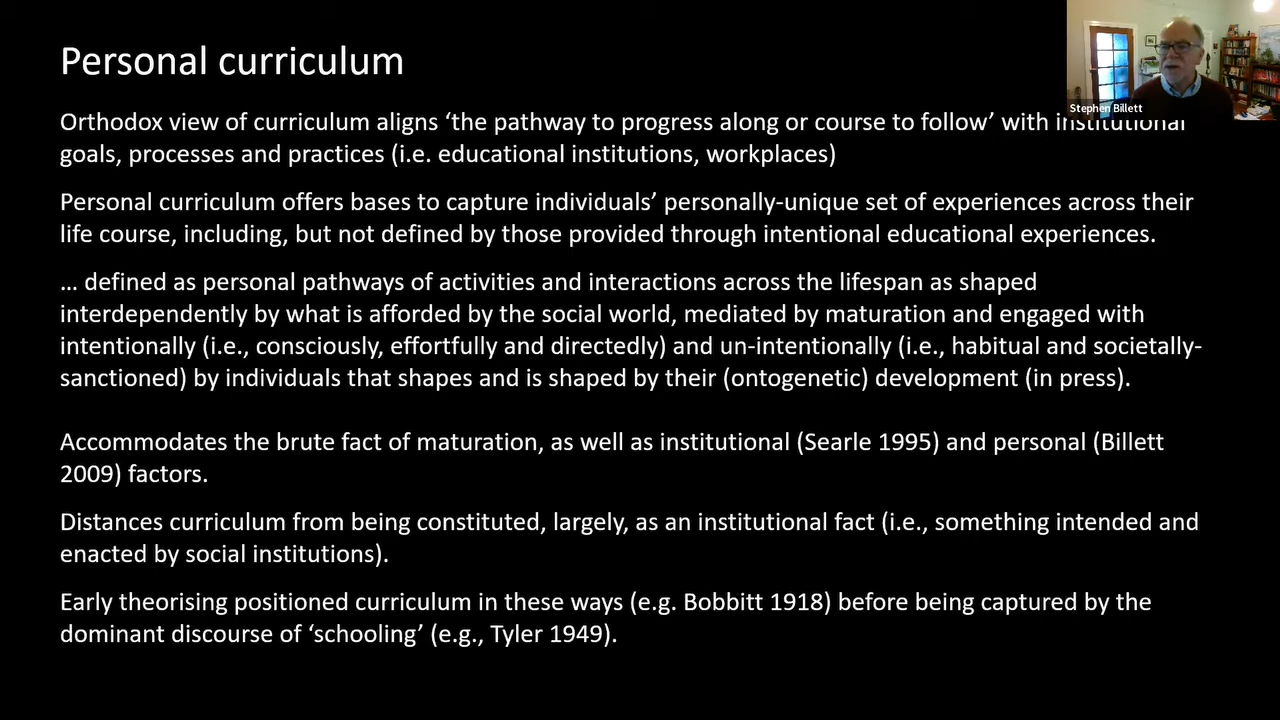 Personal curriculum
Stephen Billett
Orthodox view of curriculum aligns ‘the pathway to progress along or course to follow’ with institutional
goals, processes and practices (i.e. educational institutions, workplaces)
Personal curriculum offers bases to capture individuals’ personally-unique set of experiences across their
life course, including, but not defined by those provided through intentional educational experiences.
… defined as personal pathways of activities and interactions across the lifespan as shaped
interdependently by what is afforded by the social world, mediated by maturation and engaged with
intentionally (i.e., consciously, effortfully and directedly) and un-intentionally (i.e., habitual and societally-
sanctioned) by individuals that shapes and is shaped by their (ontogenetic) development (in press).
Accommodates the brute fact of maturation, as well as institutional (Searle 1995) and personal (Billett
2009) factors.
Distances curriculum from being constituted, largely, as an institutional fact (i.e., something intended and
enacted by social institutions).
Early theorising positioned curriculum in these ways (e.g. Bobbitt 1918) before being captured by the
dominant discourse of ‘schooling’ (e.g., Tyler 1949).